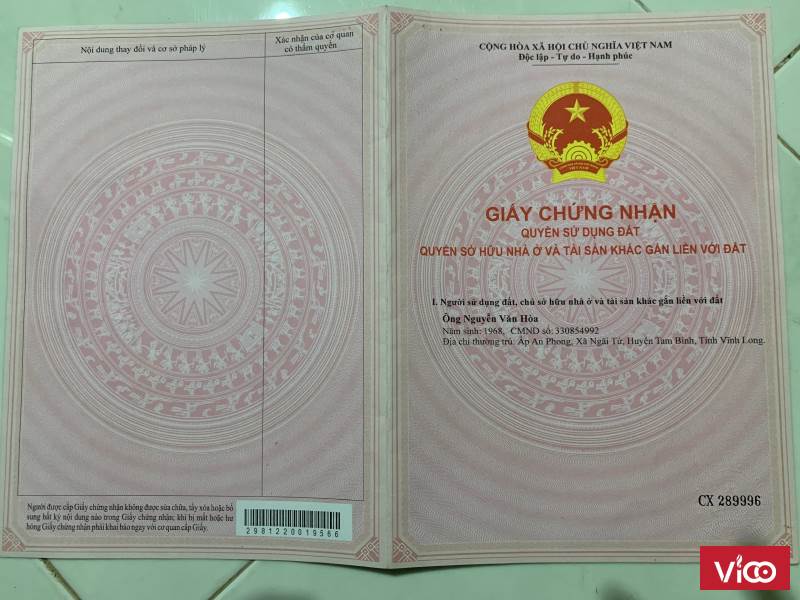 Nội dung thay đổi và cơ sở pháp lý
Xác nhận của cơ quan
có thẩm quyền
Người được cấp Giấy chứng nhận không được sửa chữa, tẩy xóa hoặc bổ
sung bất kỳ nội dung nào trong Giấy chứng nhận; khi bị mất hoặc hư
hỏng Giấy chứng nhận phải khai báo ngay với cơ quan cấp Giấy.
2981220019566
CỘNG HÒA XÃ HỘI CHỦ NGHĨA VIỆT NAM
Độc lập - Tự do - Hạnh phúc
VIỆT NAM
GIẤY CHỨNG NHẬN
QUYỀN SỬ DỤNG ĐẤT
QUYỀN SỞ HỮU NHÀ Ở VÀ TÀI SẢN KHÁC GẮN LIỀN VỚI ĐẤT
I. Người sử dụng đất, chủ sở hữu nhà ở và tài sản khác gắn liền với đất
Ông Nguyễn Văn Hòa
Năm sinh: 1968, CMND số: 330854992
Địa chỉ thường trú: Ấp An Phong, Xã Ngãi Tứ, Huyện Tam Bình, Tỉnh Vĩnh Long.
CX 289996
Vico